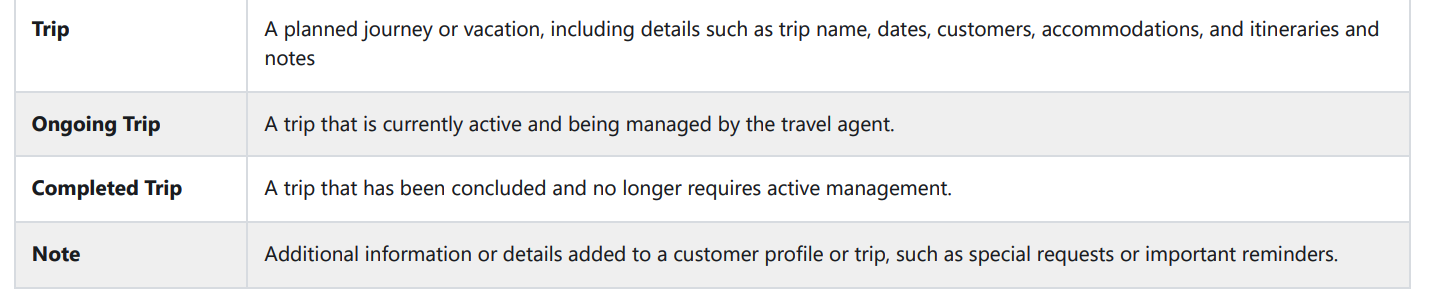 Trip
A planned journey or vacation, including details such as trip name, dates, customers, accommodations, and itineraries and
notes
Ongoing Trip
A trip that is currently active and being managed by the travel agent.
Completed Trip
A trip that has been concluded and no longer requires active management.
Note
Additional information or details added to a customer profile or trip, such as special requests or important reminders.